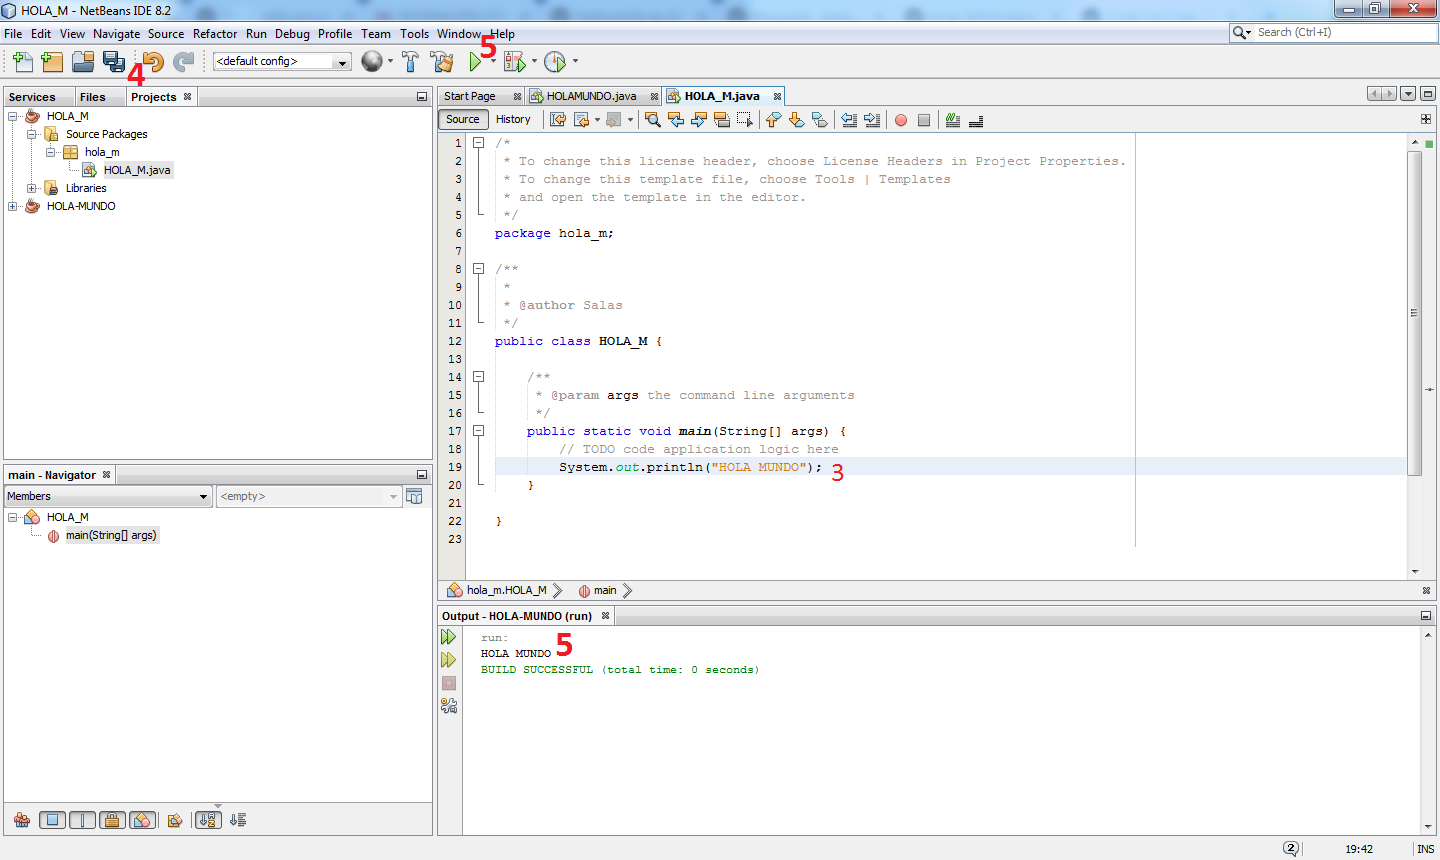 HOLA_M - NetBeans IDE 8.2
File Edit View Navigate Source Refactor Run Debug Profile Team Tools Window Help
Search (Ctrl+I)
<default config>
4
5
Services Files Projects
HOLA_M
Source Packages
hola_m
HOLA_M.java
Libraries
HOLA-MUNDO
main - Navigator
Members
<empty>
HOLA_M
main(String[] args)
Start Page HOLAMUNDO.java HOLA_M.java
Source History
1 /*
2 * To change this license header, choose License Headers in Project Properties.
3 * To change this template file, choose Tools | Templates
4 * and open the template in the editor.
5 */
6 package hola_m;
7
8 /**
9 *
10 * @author Salas
11 */
12 public class HOLA_M {
13
14 /**
15 * @param args the command line arguments
16 */
17 public static void main(String[] args) {
18 // TODO code application logic here
19 System.out.println("HOLA MUNDO"); 3
20 }
21
22 }
23
hola_m.HOLA_M main
Output - HOLA-MUNDO (run)
run:
HOLA MUNDO 5
BUILD SUCCESSFUL (total time: 0 seconds)
2 19:42 INS